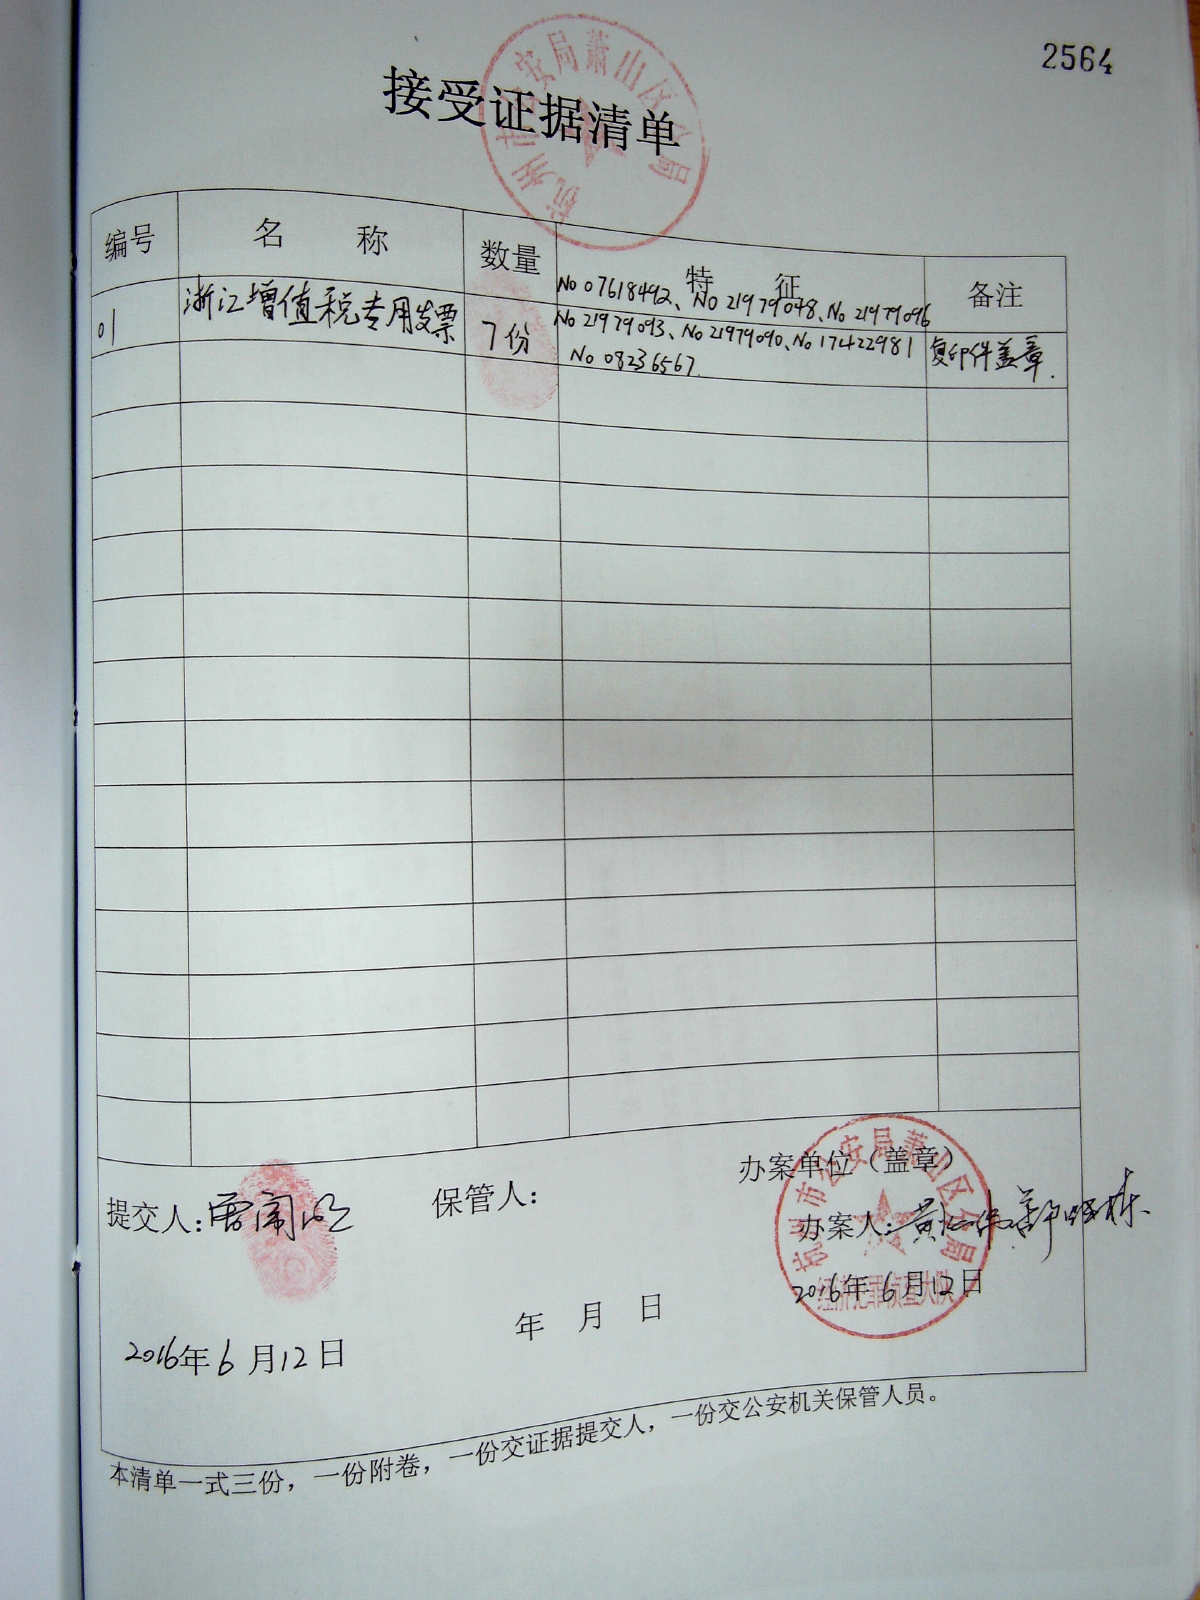 2564
杭州市公安局萧山区分局
接受证据清单
编号 名称 数量 特征 备注
01 浙江增值税专用发票 7份 No 07618492、No 21979048、No 21979096
No 21979093、No 21979090、No 17422981 复印件盖章.
No 08236567.
办案单位（盖章）
杭州市公安局萧山区分局
经济犯罪侦查大队
提交人: 保管人: 办案人:
2016年6月12日
年 月 日
2016年6月12日
本清单一式三份，一份附卷，一份交证据提交人，一份交公安机关保管人员。